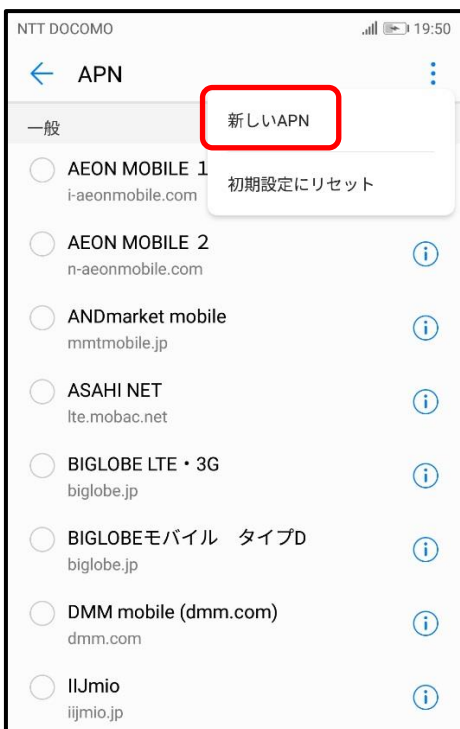 NTT DOCOMO 19:50
APN
新しいAPN
一般
初期設定にリセット
AEON MOBILE １
i-aeonmobile.com
AEON MOBILE ２
n-aeonmobile.com
ANDmarket mobile
mmtmobile.jp
ASAHI NET
lte.mobac.net
BIGLOBE LTE・3G
biglobe.jp
BIGLOBEモバイル　タイプD
biglobe.jp
DMM mobile (dmm.com)
dmm.com
IIJmio
iijmio.jp